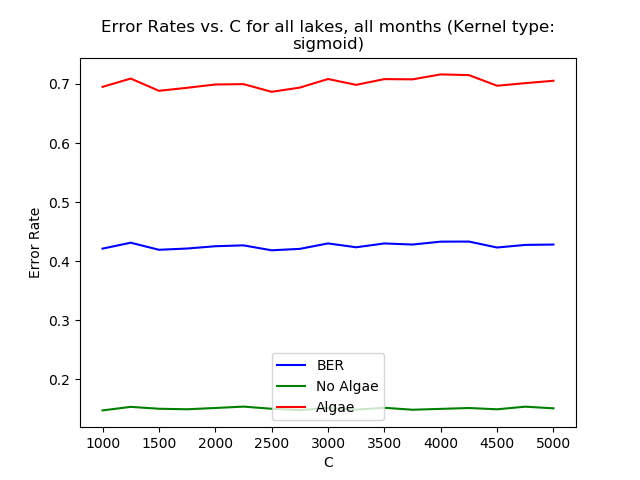 Error Rates vs. C for all lakes, all months (Kernel type:
sigmoid)
Error Rate
0.7
0.6
0.5
0.4
0.3
0.2
BER
No Algae
Algae
1000 1500 2000 2500 3000 3500 4000 4500 5000
C